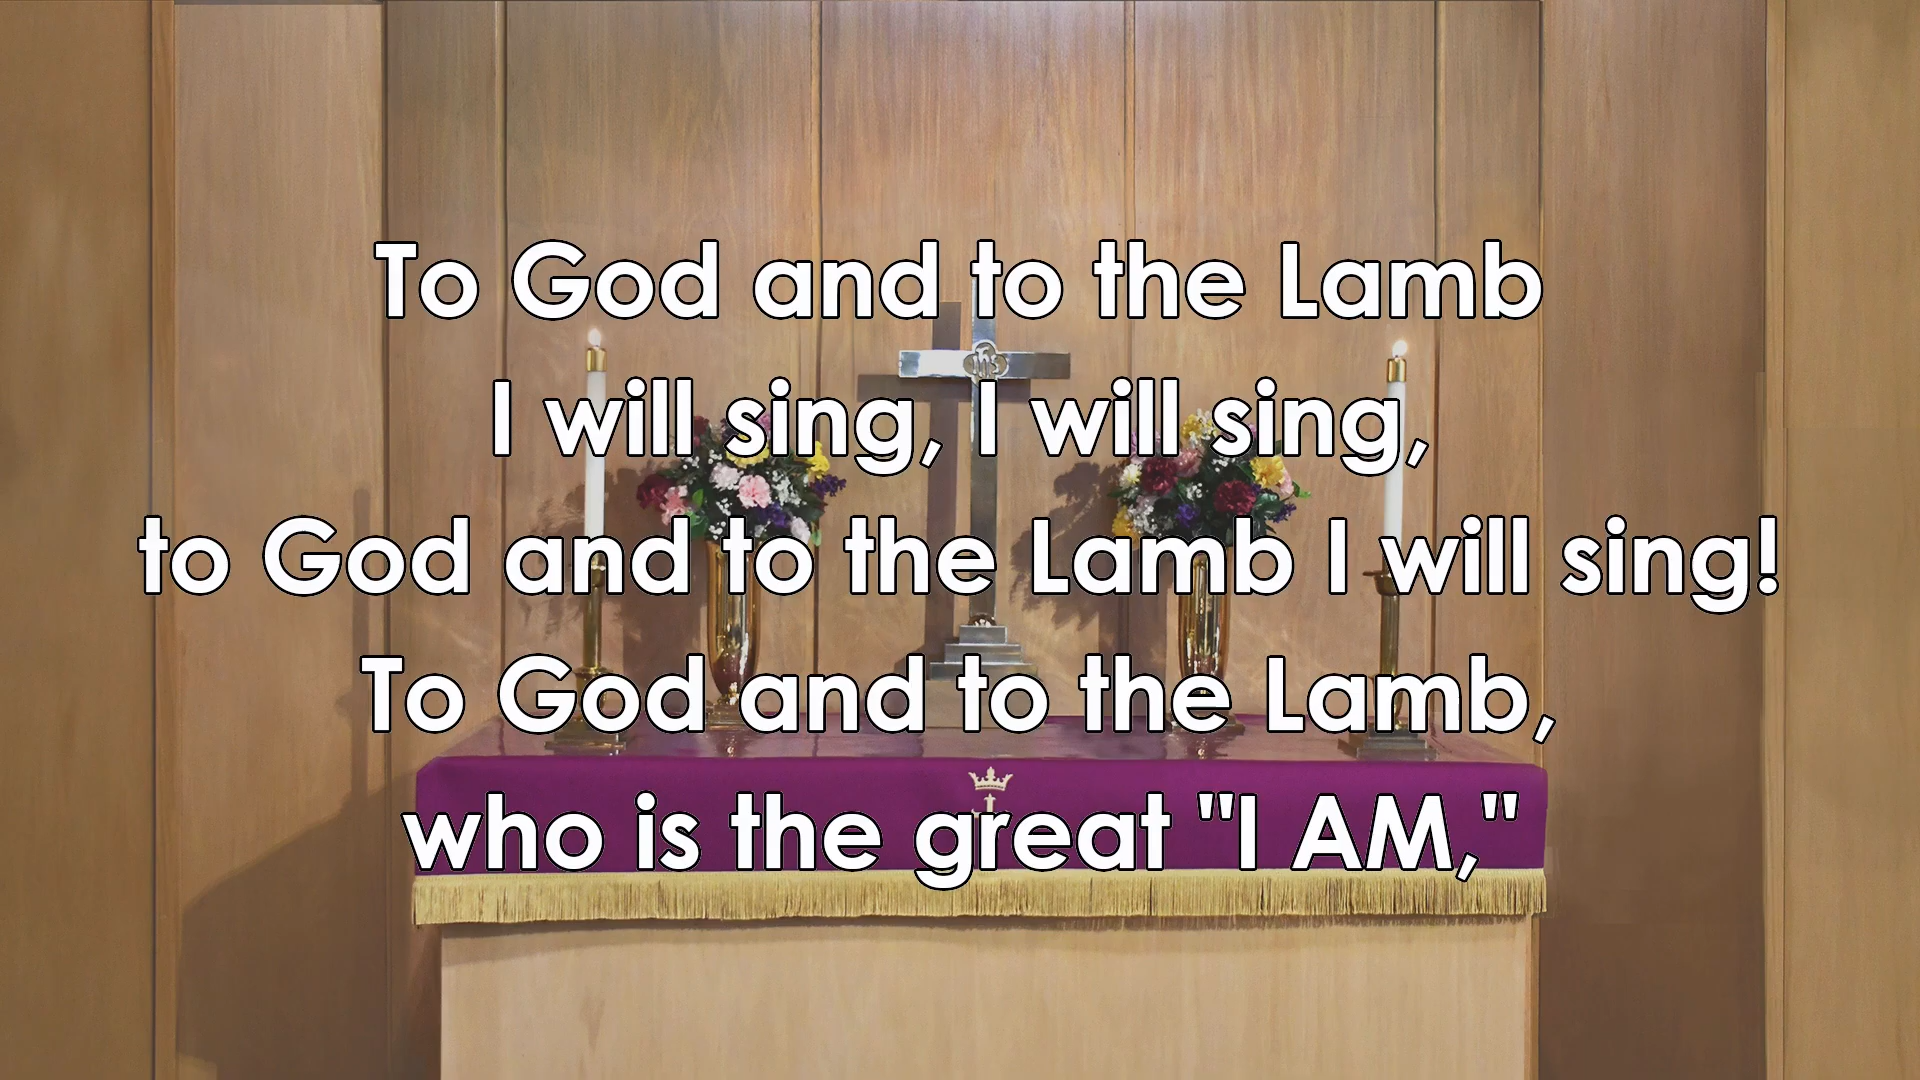 To God and to the Lamb
IHS
I will sing, I will sing,
to God and to the Lamb I will sing!
To God and to the Lamb,
who is the great "I AM,"